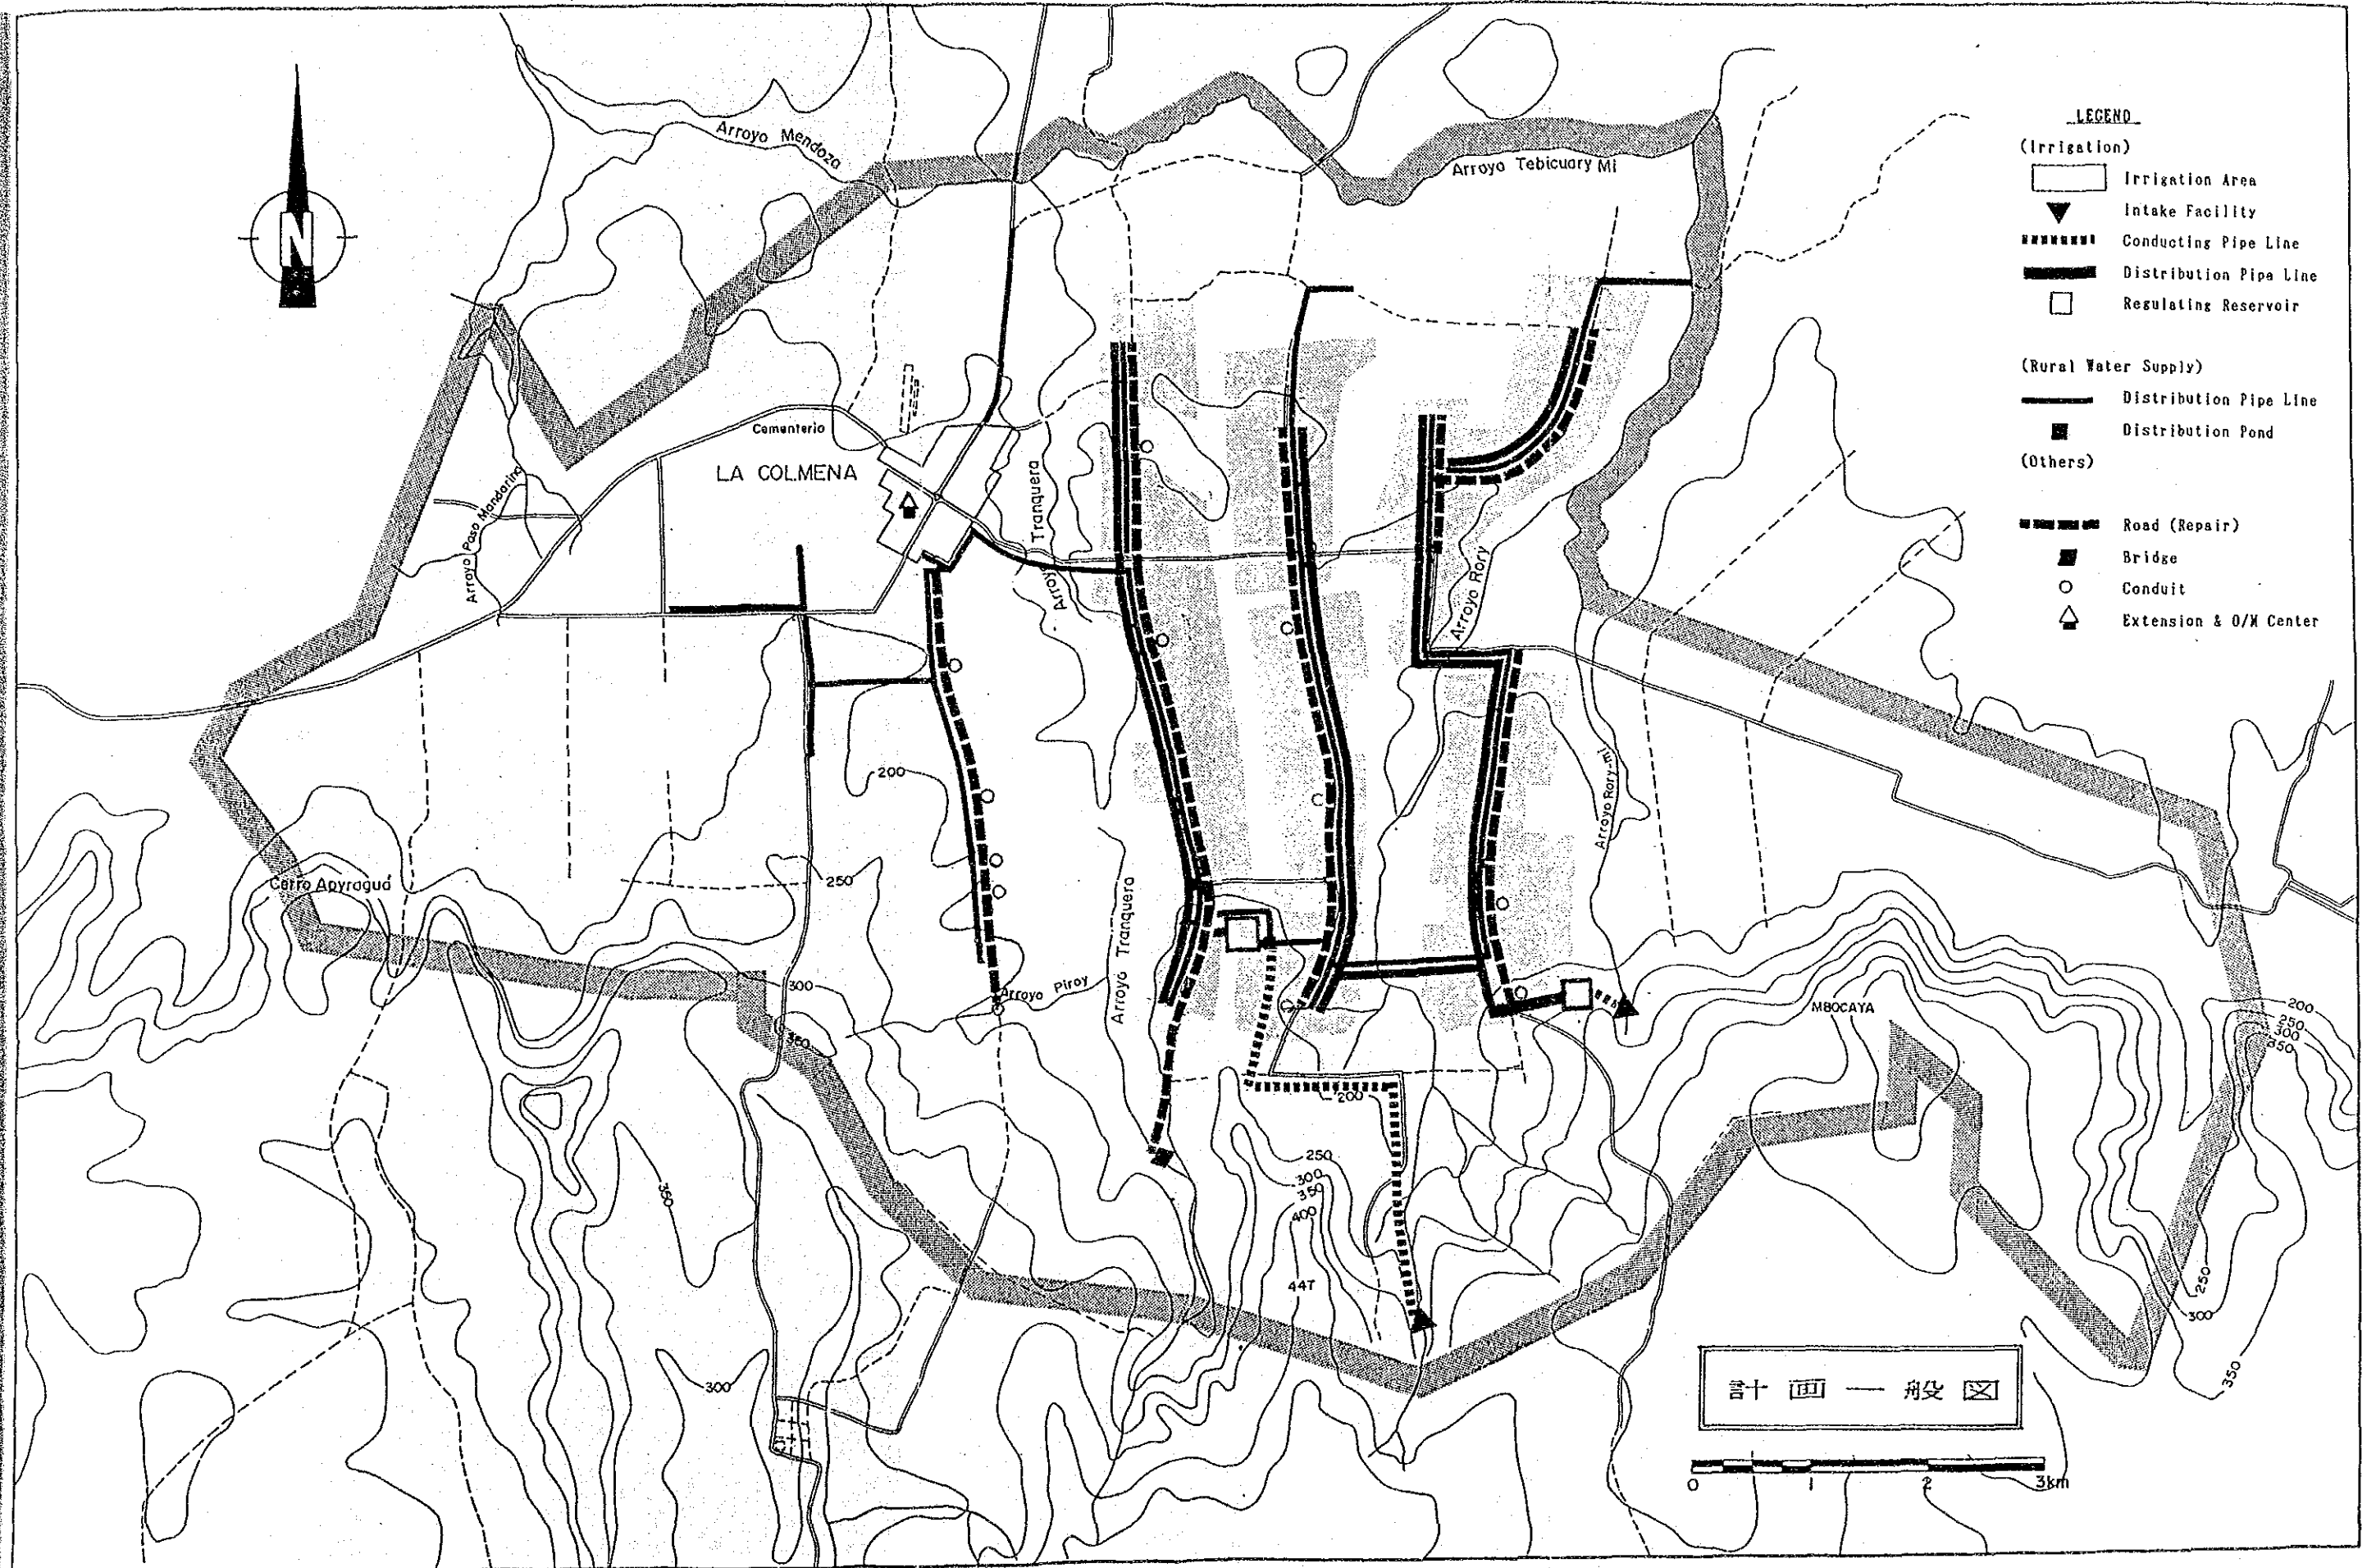 Arroyo Mendoza
Arroyo Tebicuary Mi
N
LEGEND
(Irrigation)
Irrigation Area
Intake Facility
Conducting Pipe Line
Distribution Pipe Line
Regulating Reservoir
(Rural Water Supply)
Distribution Pipe Line
Distribution Pond
(Others)
Road (Repair)
Bridge
Conduit
Extension & O/M Center
Cementerio
LA COLMENA
Arroyo Paso Mandarino
Arroyo Tranquera
Arroyo Rory
Arroyo Rory-mi
200
250
Cerro Apyragua
Arroyo Tranquera
300
Arroyo Piroy
350
MBOCAYA
200
250
300
350
200
250
300
350
400
350
447
250
300
350
300
計画一般図
0 1 2 3km